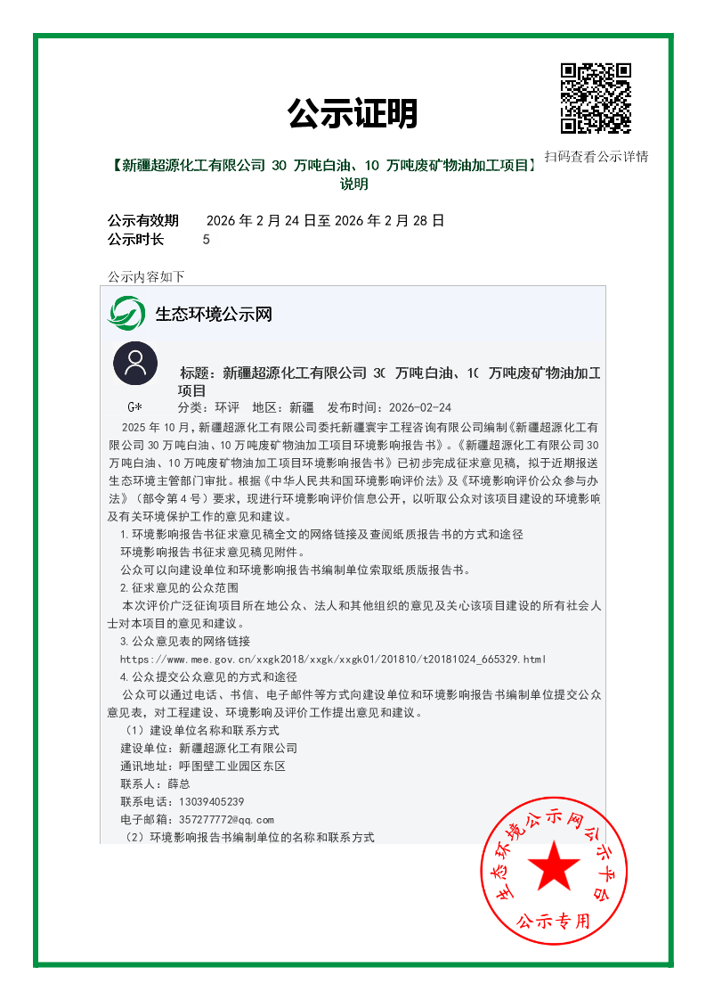 公示证明
扫码查看公示详情
【新疆超源化工有限公司 30 万吨白油、10 万吨废矿物油加工项目】
说明
公示有效期 2026 年 2 月 24 日至 2026 年 2 月 28 日
公示时长 5
公示内容如下
生态环境公示网
标题：新疆超源化工有限公司 30 万吨白油、10 万吨废矿物油加工
项目
G* 分类：环评 地区：新疆 发布时间：2026-02-24
2025 年 10 月，新疆超源化工有限公司委托新疆寰宇工程咨询有限公司编制《新疆超源化工有
限公司 30 万吨白油、10 万吨废矿物油加工项目环境影响报告书》。《新疆超源化工有限公司 30
万吨白油、10 万吨废矿物油加工项目环境影响报告书》已初步完成征求意见稿，拟于近期报送
生态环境主管部门审批。根据《中华人民共和国环境影响评价法》及《环境影响评价公众参与办
法》（部令第 4 号）要求，现进行环境影响评价信息公开，以听取公众对该项目建设的环境影响
及有关环境保护工作的意见和建议。
1.环境影响报告书征求意见稿全文的网络链接及查阅纸质报告书的方式和途径
环境影响报告书征求意见稿见附件。
公众可以向建设单位和环境影响报告书编制单位索取纸质版报告书。
2.征求意见的公众范围
本次评价广泛征询项目所在地公众、法人和其他组织的意见及关心该项目建设的所有社会人
士对本项目的意见和建议。
3.公众意见表的网络链接
https://www.mee.gov.cn/xxgk2018/xxgk/xxgk01/201810/t20181024_665329.html
4.公众提交公众意见的方式和途径
公众可以通过电话、书信、电子邮件等方式向建设单位和环境影响报告书编制单位提交公众
意见表，对工程建设、环境影响及评价工作提出意见和建议。
（1）建设单位名称和联系方式
建设单位：新疆超源化工有限公司
通讯地址：呼图壁工业园区东区
联系人：薛总
联系电话：13039405239
电子邮箱：357277772@qq.com
（2）环境影响报告书编制单位的名称和联系方式
生态环境公示网公示平台
公示专用